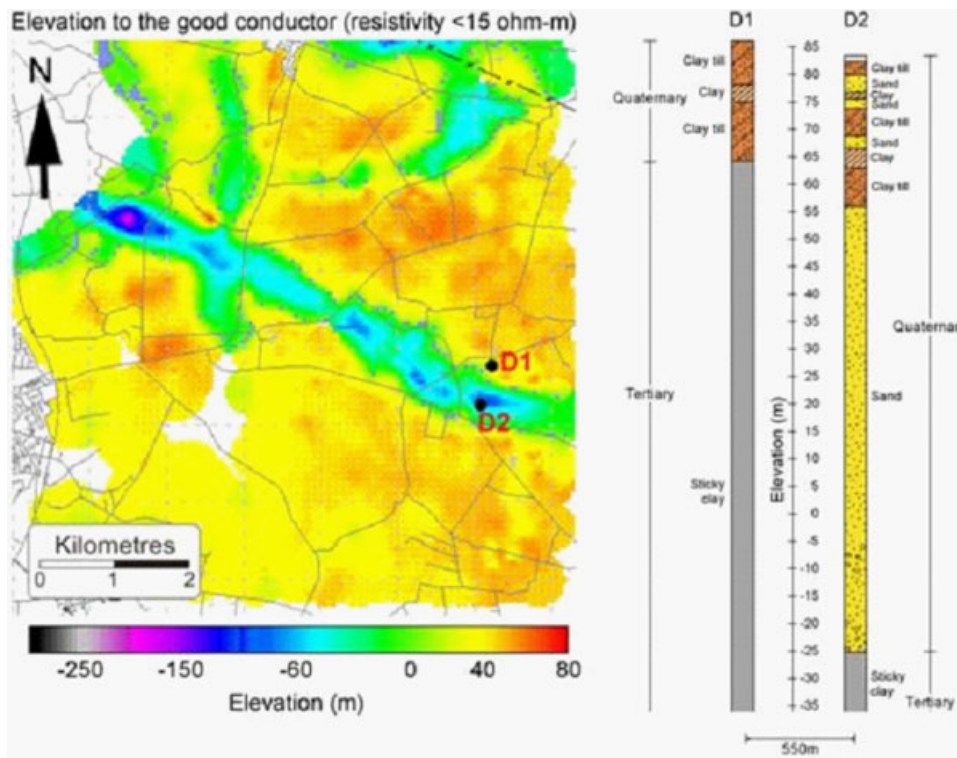 Elevation to the good conductor (resistivity <15 ohm-m)
N
D1
D2
Kilometres
0 1 2
-250 -150 -60 0 40 80
Elevation (m)
D1
Clay till
Clay
Clay till
Quaternary
Tertiary
Sticky
clay
Elevation (m)
85
80
75
70
65
60
55
50
45
40
35
30
25
20
15
10
5
0
-5
-10
-15
-20
-25
-30
-35
D2
Clay till
Sand
Clay
Sand
Clay till
Sand
Clay
Clay till
Sand
Sticky
clay
Quaternar
Tertiary
550m